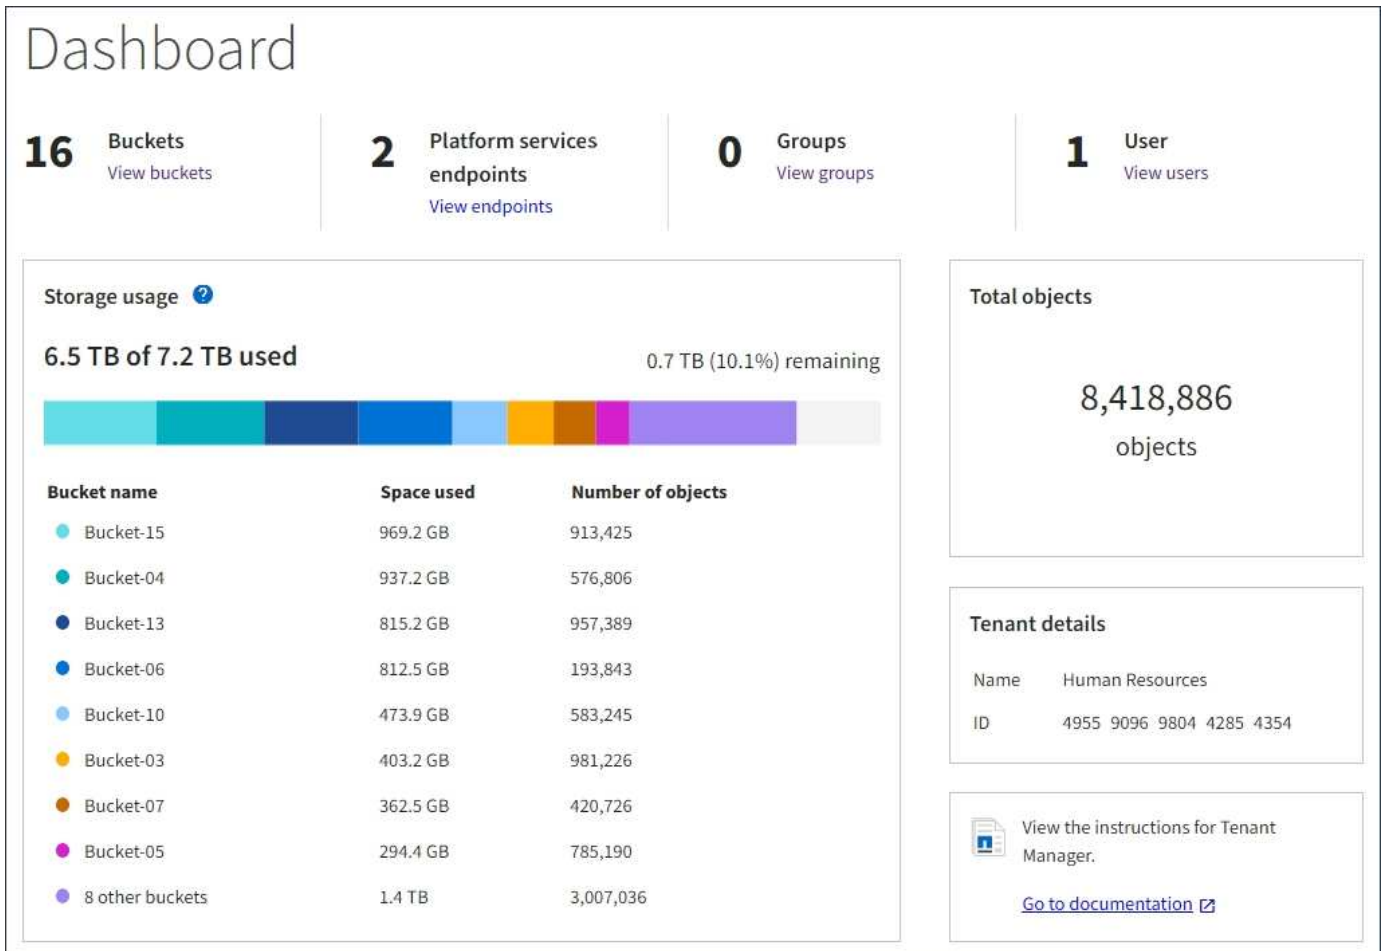 Dashboard
16 Buckets
View buckets
2 Platform services
endpoints
View endpoints
0 Groups
View groups
1 User
View users
Storage usage ?
6.5 TB of 7.2 TB used 0.7 TB (10.1%) remaining
Bucket name Space used Number of objects
Bucket-15 969.2 GB 913,425
Bucket-04 937.2 GB 576,806
Bucket-13 815.2 GB 957,389
Bucket-06 812.5 GB 193,843
Bucket-10 473.9 GB 583,245
Bucket-03 403.2 GB 981,226
Bucket-07 362.5 GB 420,726
Bucket-05 294.4 GB 785,190
8 other buckets 1.4 TB 3,007,036
Total objects
8,418,886
objects
Tenant details
Name Human Resources
ID 4955 9096 9804 4285 4354
View the instructions for Tenant
Manager.
Go to documentation